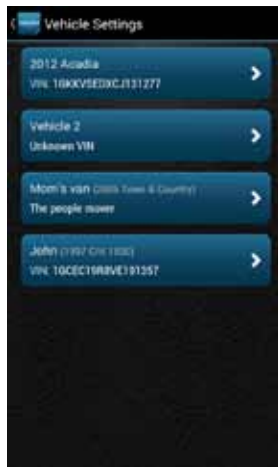 Vehicle Settings
2012 Acadia
VIN: 1GKKVSEDXCJ131277
Vehicle 2
Unknown VIN
Mom's van (2005 Town & Country)
The people mover
John (1997 C/K 1500)
VIN: 1GCEC19R8VE191357